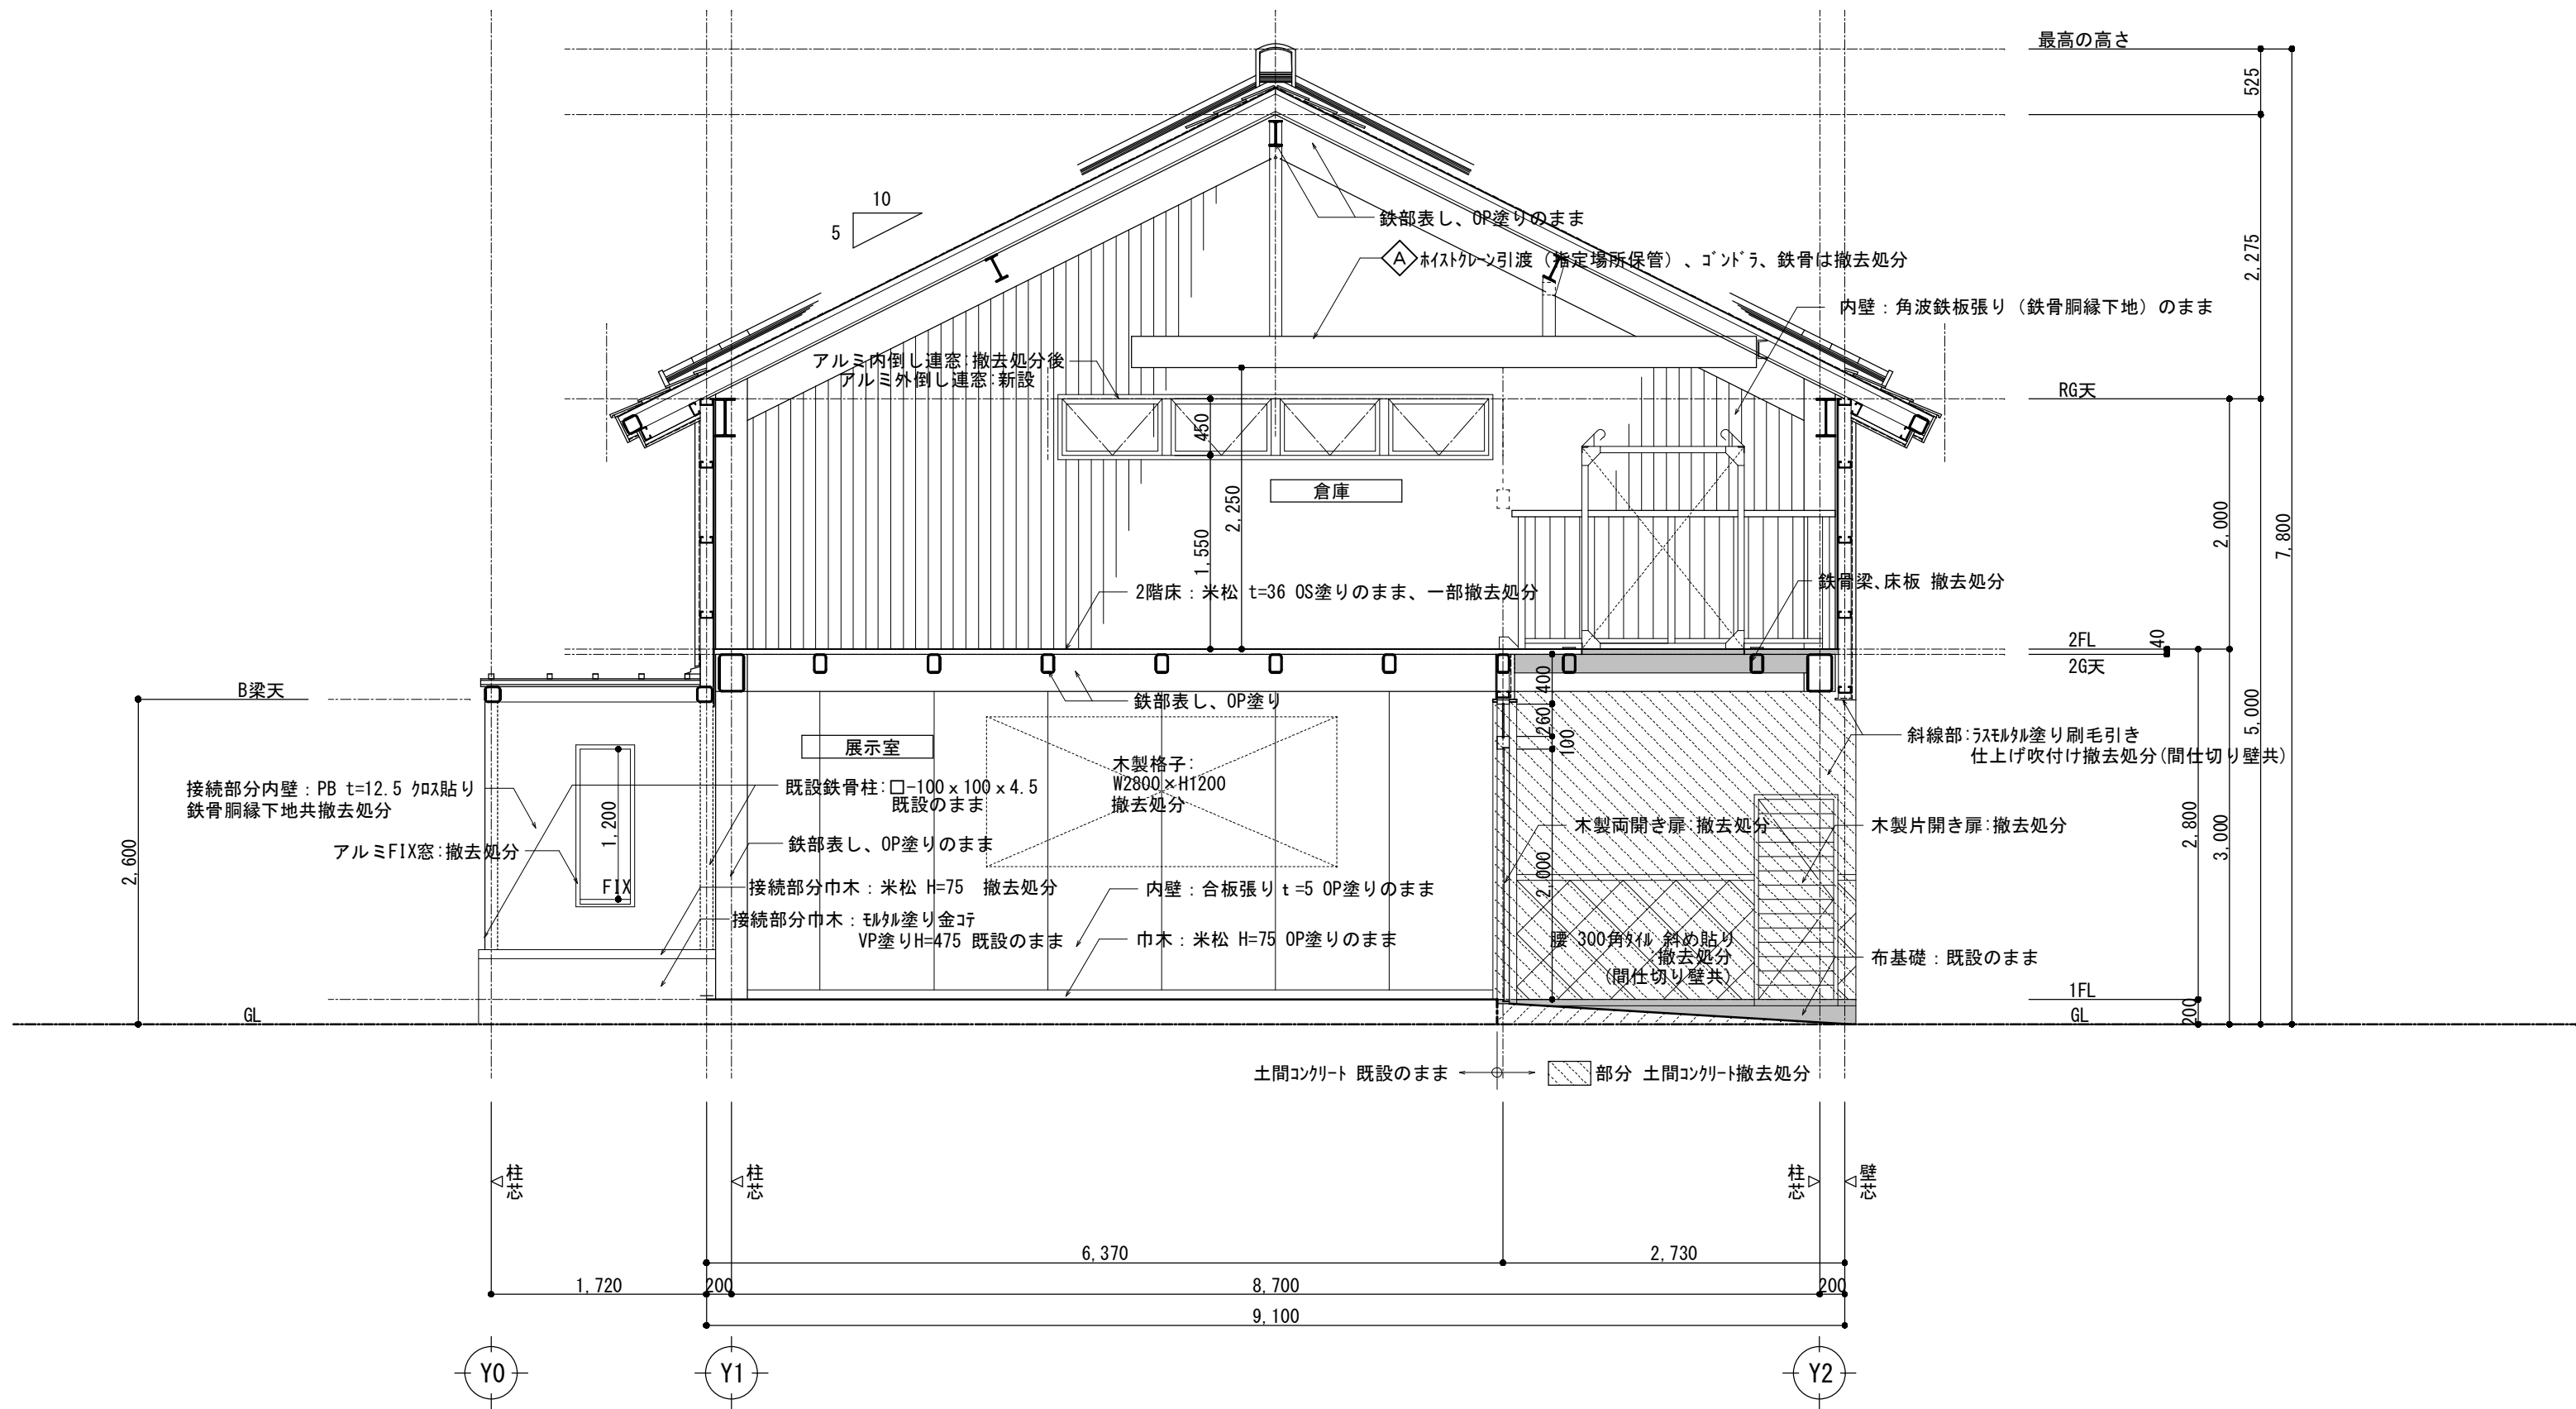 最高の高さ
525
10
5
鉄部表し、OP塗りのまま
2,275
A
ホイストクレーン引渡（指定場所保管）、ゴンドラ、鉄骨は撤去処分
内壁：角波鉄板張り（鉄骨胴縁下地）のまま
アルミ内倒し連窓:撤去処分後
アルミ外倒し連窓:新設
RG天
450
倉庫
2,250
1,550
2,000
7,800
2階床：米松 t=36 OS塗りのまま、一部撤去処分
鉄骨梁、床板 撤去処分
2FL
40
2G天
B梁天
400
鉄部表し、OP塗り
260
100
5,000
展示室
斜線部:ラスモルタル塗り刷毛引き
仕上げ吹付け撤去処分(間仕切り壁共)
木製格子:
W2800×H1200
撤去処分
接続部分内壁：PB t=12.5 クロス貼り
鉄骨胴縁下地共撤去処分
既設鉄骨柱:□-100x100x4.5
既設のまま
1,200
2,600
2,800
3,000
木製両開き扉:撤去処分
木製片開き扉:撤去処分
鉄部表し、OP塗りのまま
アルミFIX窓:撤去処分
2,000
FIX
接続部分巾木：米松 H=75 撤去処分
内壁：合板張りt=5 OP塗りのまま
接続部分巾木：モルタル塗り金コテ
VP塗りH=475 既設のまま
巾木：米松 H=75 OP塗りのまま
腰 300角タイル 斜め貼り
撤去処分
(間仕切り壁共)
布基礎：既設のまま
1FL
200
GL
GL
土間コンクリート 既設のまま
部分 土間コンクリート撤去処分
柱芯
柱芯
柱芯
壁芯
6,370
2,730
1,720
200
8,700
200
9,100
Y0
Y1
Y2